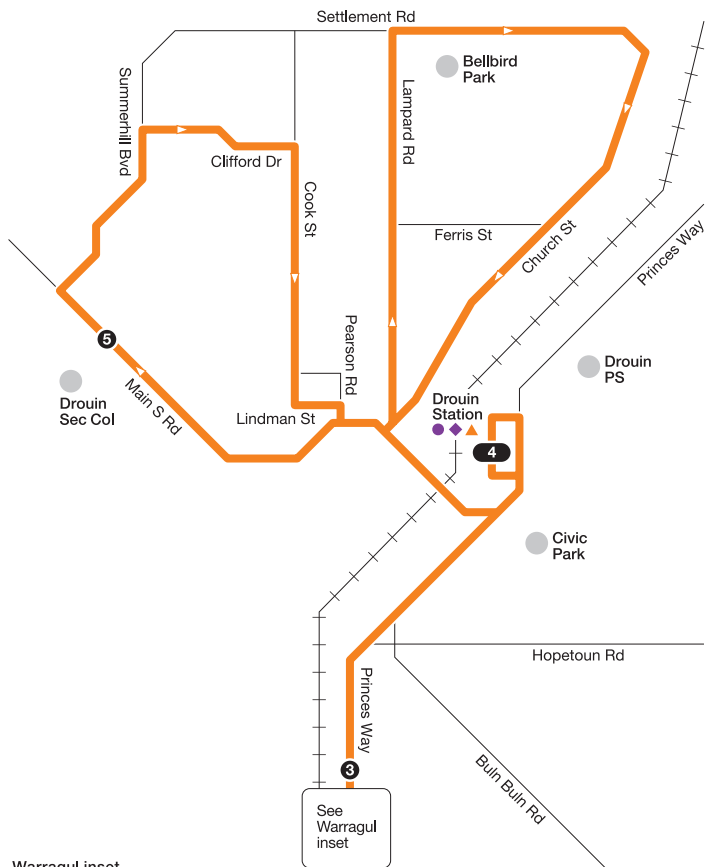 Settlement Rd
Bellbird
Park
Summerhill Bvd
Lampard Rd
Clifford Dr
Cook St
Ferris St
Church St
Princes Way
Pearson Rd
5
Drouin
PS
Drouin
Sec Col
Main S Rd
Drouin
Station
Lindman St
4
Civic
Park
Hopetoun Rd
Princes Way
3
Buln Buln Rd
See
Warragul
inset
Warragul inset